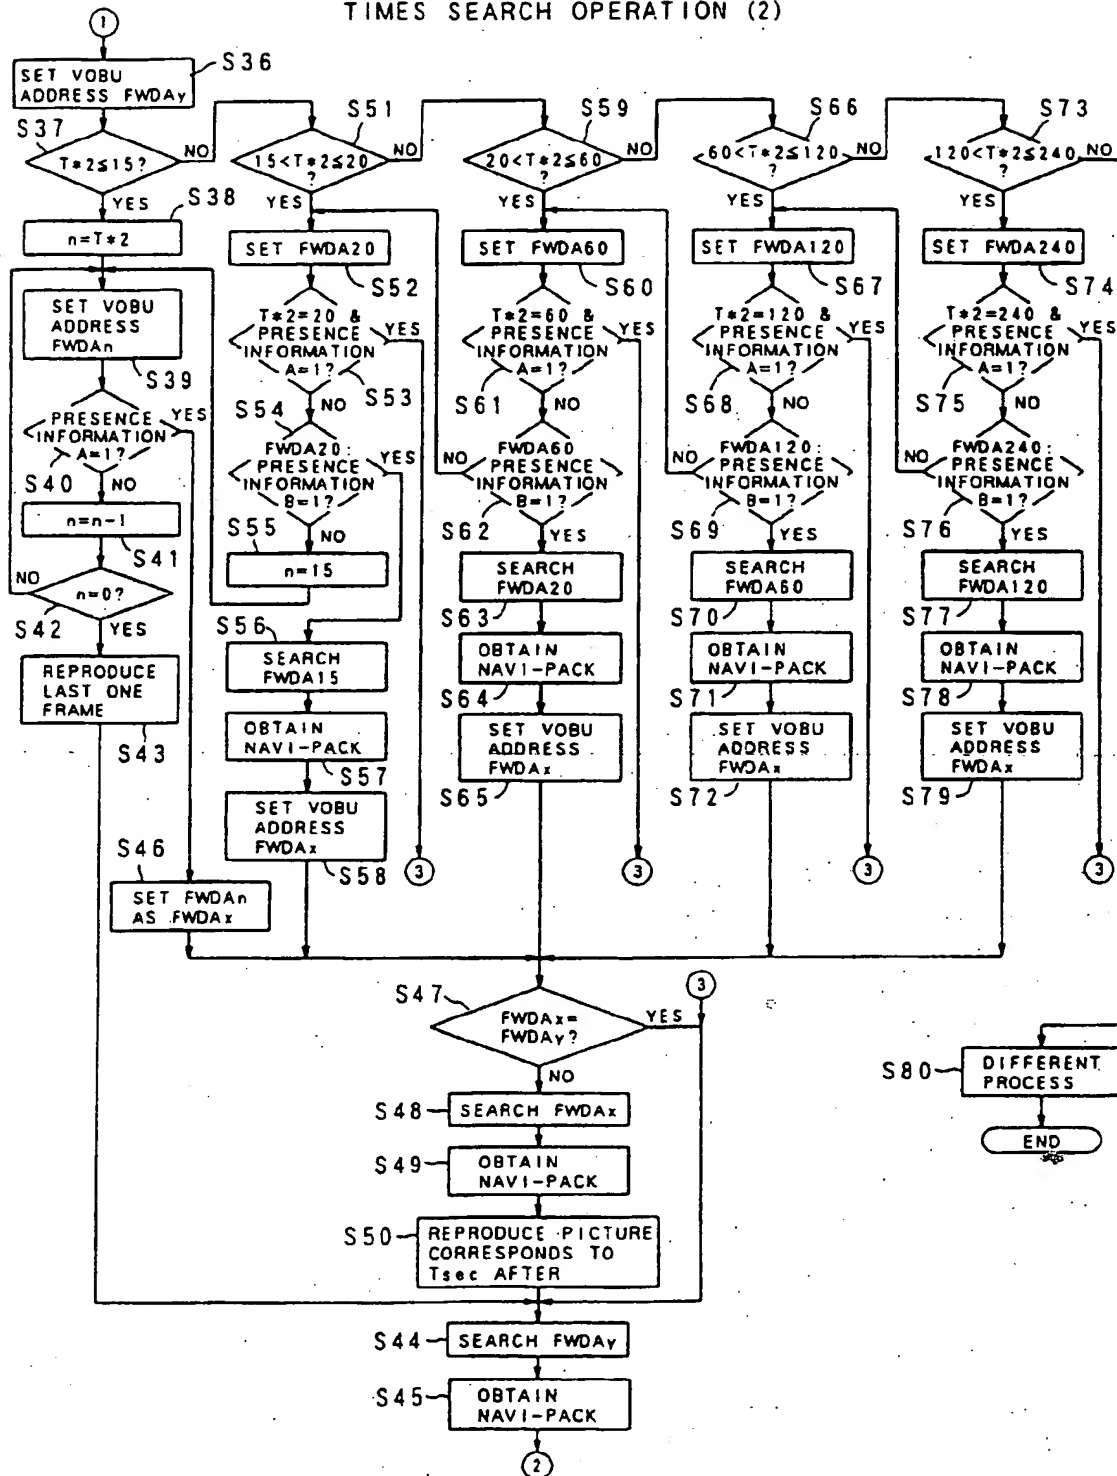 TIMES SEARCH OPERATION (2)
1
SET VOBU
ADDRESS FWDAy
S36
S37
T*2≦15?
NO
YES
S38
n=T*2
SET VOBU
ADDRESS
FWDAn
S39
PRESENCE
INFORMATION
A=1?
YES
S40
NO
n=n-1
S41
NO
n=0?
S42
YES
REPRODUCE
LAST ONE
FRAME
S43
S46
SET FWDAn
AS FWDAx
S51
15<T*2≦20
?
NO
YES
SET FWDA20
S52
T*2=20 &
PRESENCE
INFORMATION
A=1?
YES
S53
NO
S54
FWDA20:
PRESENCE
INFORMATION
B=1?
YES
S55
NO
n=15
S56
SEARCH
FWDA15
OBTAIN
NAVI-PACK
S57
SET VOBU
ADDRESS
FWDAx
S58
3
S59
20<T*2≦60
?
NO
YES
SET FWDA60
S60
T*2=60 &
PRESENCE
INFORMATION
A=1?
YES
S61
NO
FWDA60
PRESENCE
INFORMATION
B=1?
NO
S62
YES
SEARCH
FWDA20
S63
OBTAIN
NAVI-PACK
S64
SET VOBU
ADDRESS
FWDAx
S65
3
S66
60<T*2≦120
?
NO
YES
SET FWDA120
S67
T*2=120 &
PRESENCE
INFORMATION
A=1?
YES
S68
NO
FWDA120:
PRESENCE
INFORMATION
B=1?
NO
S69
YES
SEARCH
FWDA60
S70
OBTAIN
NAVI-PACK
S71
SET VOBU
ADDRESS
FWDAx
S72
3
S73
120<T*2≦240
?
NO
YES
SET FWDA240
S74
T*2=240 &
PRESENCE
INFORMATION
A=1?
YES
S75
NO
FWDA240:
PRESENCE
INFORMATION
B=1?
NO
S76
YES
SEARCH
FWDA120
S77
OBTAIN
NAVI-PACK
S78
SET VOBU
ADDRESS
FWDAx
S79
3
S47
FWDAx=
FWDAy?
YES
3
NO
S48
SEARCH FWDAx
S49
OBTAIN
NAVI-PACK
S50
REPRODUCE PICTURE
CORRESPONDS TO
Tsec AFTER
S44
SEARCH FWDAy
S45
OBTAIN
NAVI-PACK
2
S80
DIFFERENT
PROCESS
END